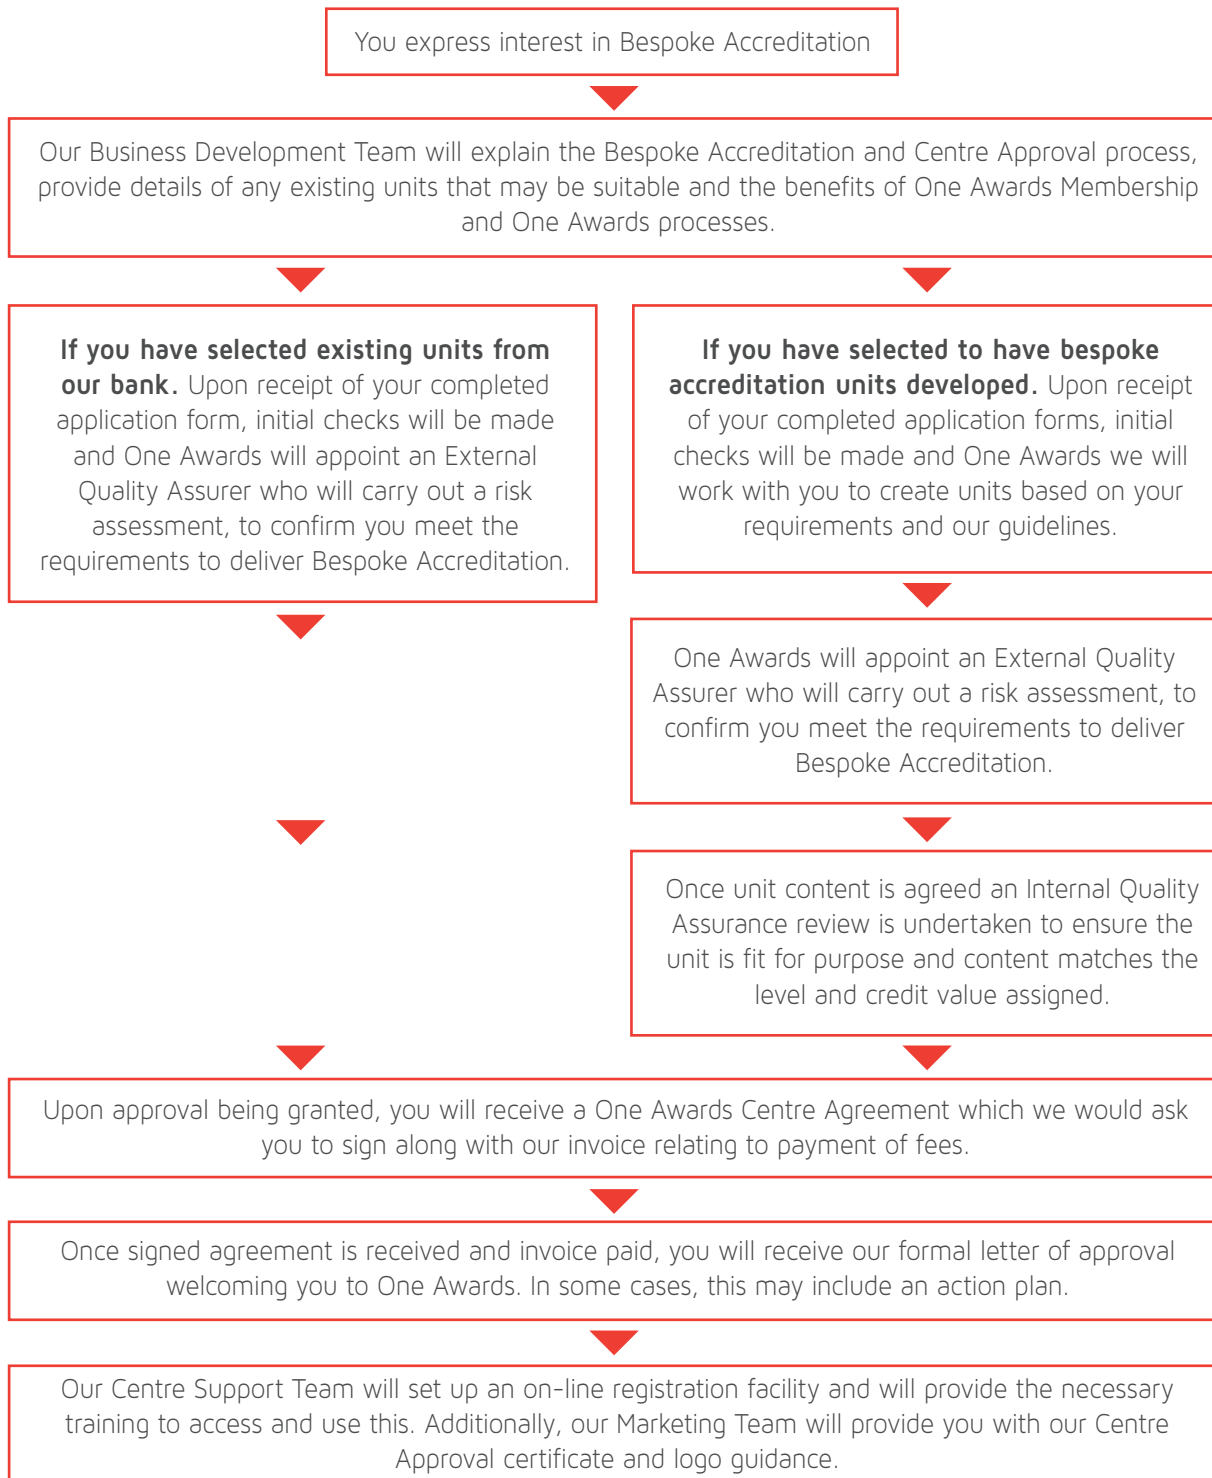 You express interest in Bespoke Accreditation
Our Business Development Team will explain the Bespoke Accreditation and Centre Approval process,
provide details of any existing units that may be suitable and the benefits of One Awards Membership
and One Awards processes.
If you have selected existing units from
our bank. Upon receipt of your completed
application form, initial checks will be made
and One Awards will appoint an External
Quality Assurer who will carry out a risk
assessment, to confirm you meet the
requirements to deliver Bespoke Accreditation.
If you have selected to have bespoke
accreditation units developed. Upon receipt
of your completed application forms, initial
checks will be made and One Awards we will
work with you to create units based on your
requirements and our guidelines.
One Awards will appoint an External Quality
Assurer who will carry out a risk assessment, to
confirm you meet the requirements to deliver
Bespoke Accreditation.
Once unit content is agreed an Internal Quality
Assurance review is undertaken to ensure the
unit is fit for purpose and content matches the
level and credit value assigned.
Upon approval being granted, you will receive a One Awards Centre Agreement which we would ask
you to sign along with our invoice relating to payment of fees.
Once signed agreement is received and invoice paid, you will receive our formal letter of approval
welcoming you to One Awards. In some cases, this may include an action plan.
Our Centre Support Team will set up an on-line registration facility and will provide the necessary
training to access and use this. Additionally, our Marketing Team will provide you with our Centre
Approval certificate and logo guidance.